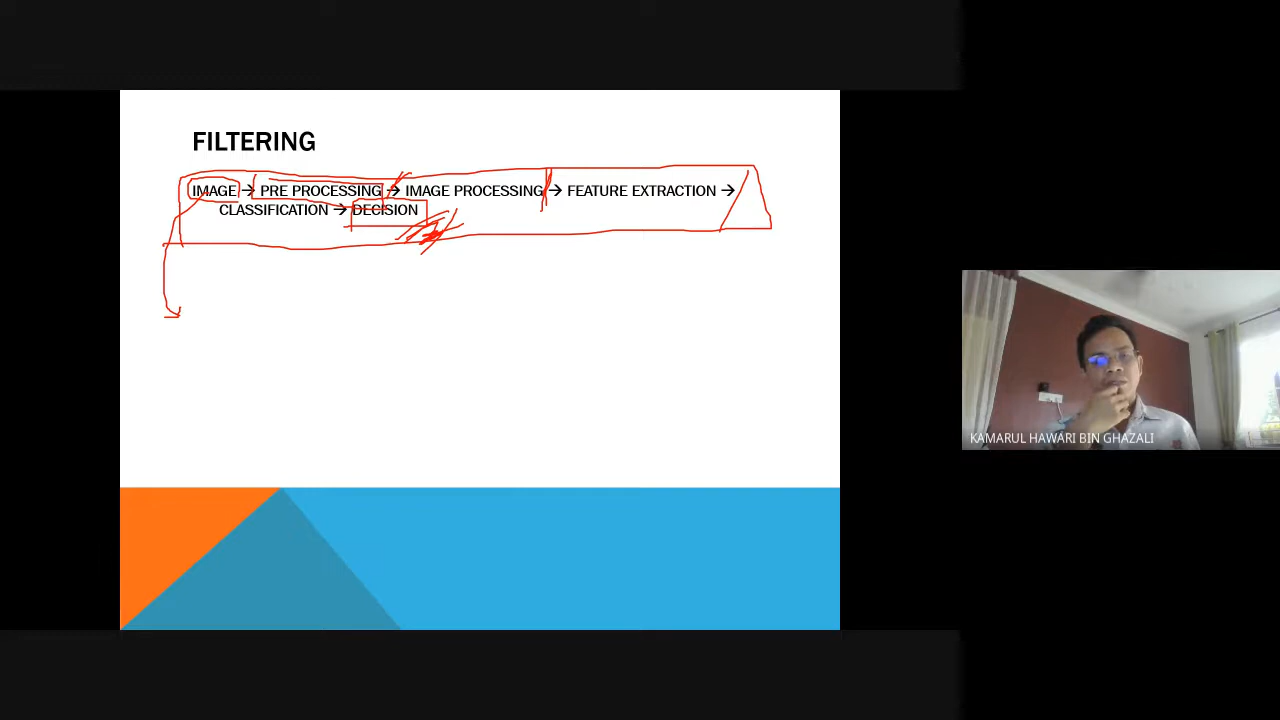 FILTERING
IMAGE → PRE PROCESSING → IMAGE PROCESSING → FEATURE EXTRACTION →
CLASSIFICATION → DECISION
KAMARUL HAWARI BIN GHAZALI